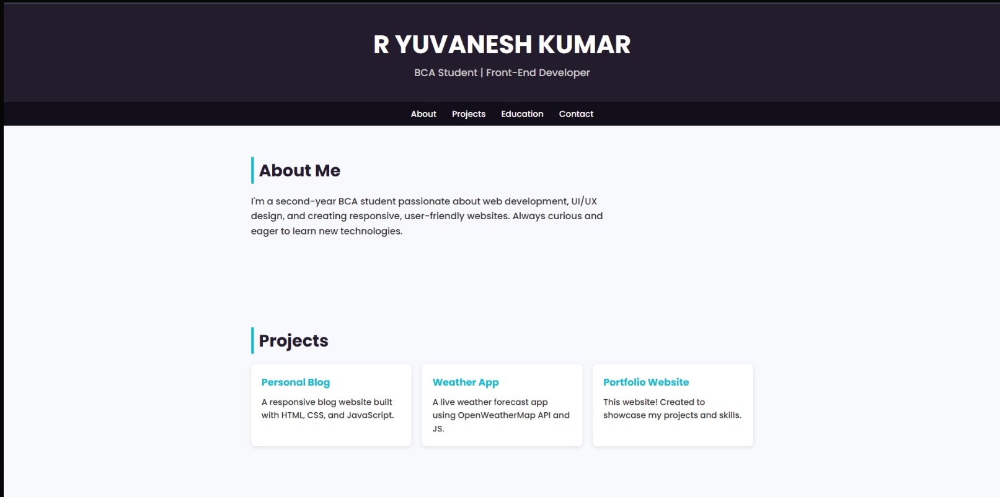 R YUVANESH KUMAR
BCA Student | Front-End Developer
About Projects Education Contact
About Me
I'm a second-year BCA student passionate about web development, UI/UX
design, and creating responsive, user-friendly websites. Always curious and
eager to learn new technologies.
Projects
Personal Blog
A responsive blog website built
with HTML, CSS, and JavaScript.
Weather App
A live weather forecast app
using OpenWeatherMap API and
JS.
Portfolio Website
This website! Created to
showcase my projects and skills.